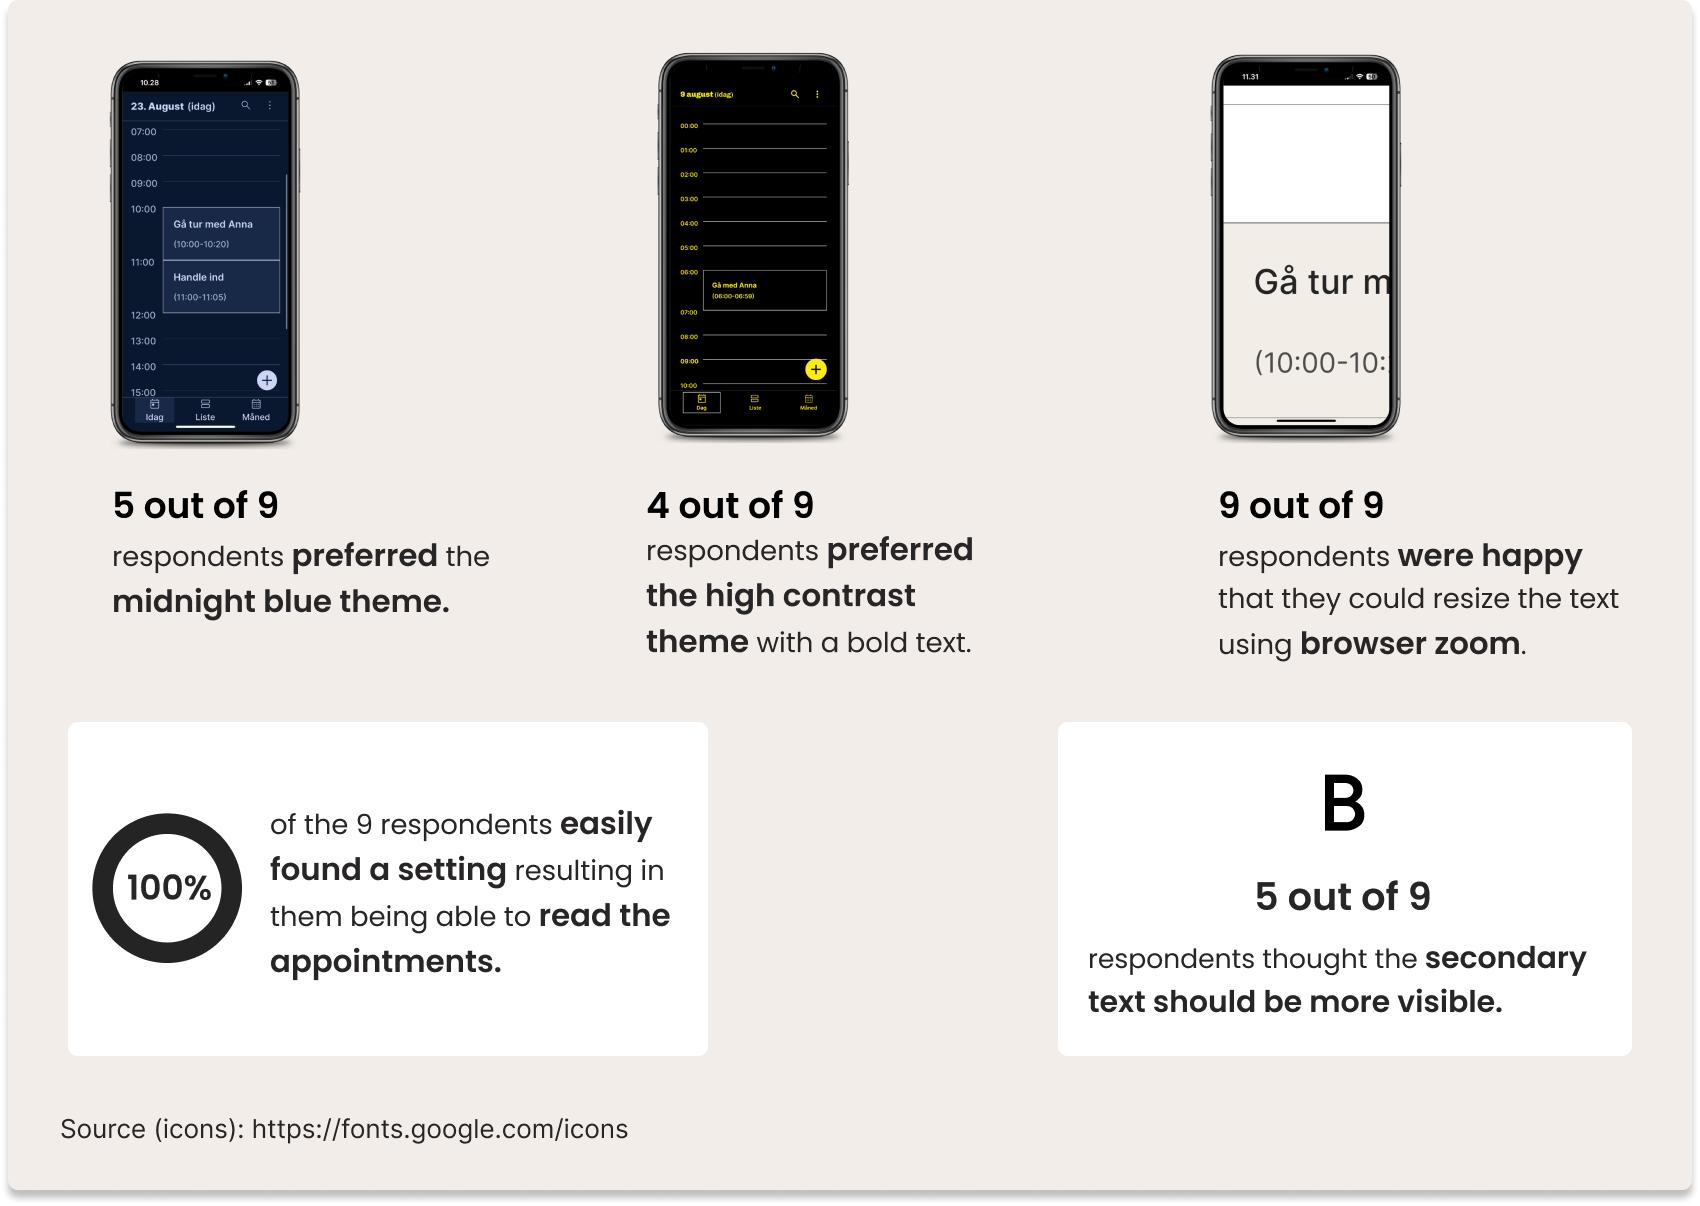 10.28
23. August (idag)
07:00
08:00
09:00
10:00
Gå tur med Anna
(10:00-10:20)
11:00
Handle ind
(11:00-11:05)
12:00
13:00
14:00
15:00
Idag Liste Måned
9 august (idag)
00:00
01:00
02:00
03:00
04:00
05:00
06:00
Gå med Anna
(06:00-06:59)
07:00
08:00
09:00
10:00
Dag Liste Måned
11.31
Gå tur m
(10:00-10:
5 out of 9
respondents preferred the
midnight blue theme.
4 out of 9
respondents preferred
the high contrast
theme with a bold text.
9 out of 9
respondents were happy
that they could resize the text
using browser zoom.
100%
of the 9 respondents easily
found a setting resulting in
them being able to read the
appointments.
B
5 out of 9
respondents thought the secondary
text should be more visible.
Source (icons): https://fonts.google.com/icons